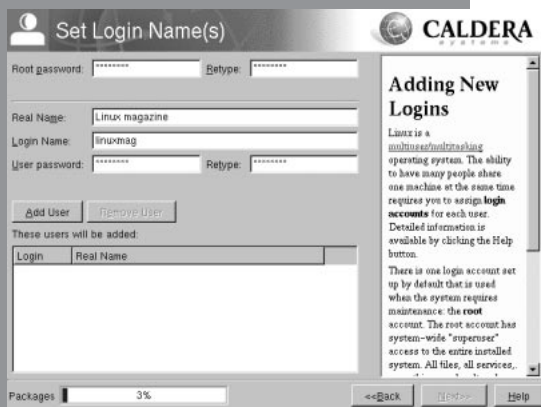 Set Login Name(s)
CALDERA
systems
Root password: ******** Retype: ********
Real Name: Linux magazine
Login Name: linuxmag
User password: ******** Retype: ********
Add User Remove User
These users will be added:
Login Real Name
Packages 3%
Adding New
Logins
Linux is a
multiuser/multitasking
operating system. The ability
to have many people share
one machine at the same time
requires you to assign login
accounts for each user.
Detailed information is
available by clicking the Help
button.
There is one login account set
up by default that is used
when the system requires
maintenance: the root
account. The root account has
system-wide "superuser"
access to the entire installed
system. All files, all services,
<<Back Next>> Help